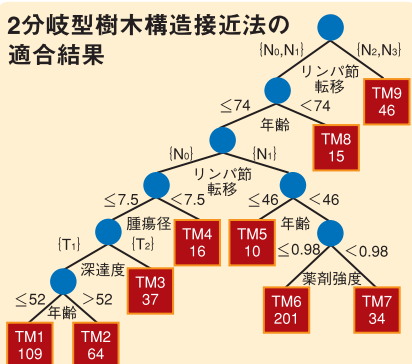 2分岐型樹木構造接近法の
適合結果
{N₀,N₁} {N₂,N₃}
リンパ節
転移
TM9
46
≤74 <74
年齢
TM8
15
{N₀} {N₁}
リンパ節
転移
≤7.5 <7.5
腫瘍径
≤46 <46
年齢
TM4
16
TM5
10
{T₁} {T₂}
深達度
≤0.98 <0.98
薬剤強度
TM3
37
TM6
201
TM7
34
≤52 >52
年齢
TM1
109
TM2
64